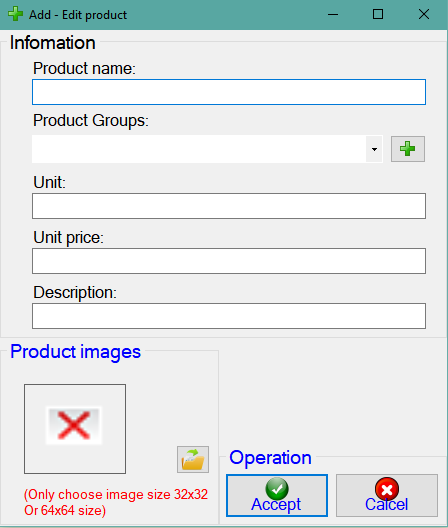 Add - Edit product
Infomation
Product name:
Product Groups:
Unit:
Unit price:
Description:
Product images
(Only choose image size 32x32
Or 64x64 size)
Operation
Accept
Calcel